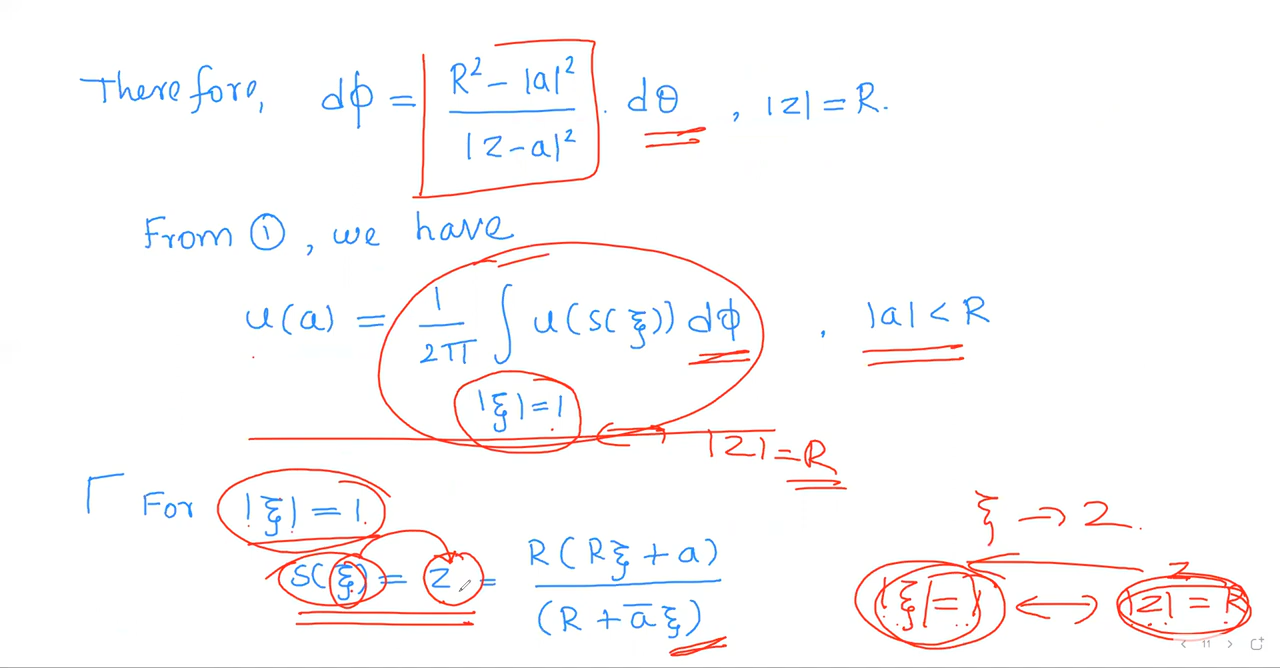 Therefore, dϕ = (R² − |a|²) / |z−a|² . dθ , |z| = R.
From ①, we have
u(a) = 1/2π ∫_{|ξ|=1} u(S(ξ)) dϕ , |a| < R
|z| = R
For |ξ| = 1
ξ → z.
S(ξ) = z = R(Rξ + a) / (R + āξ)
z
|ξ|=1 ↔ |z| = R
11